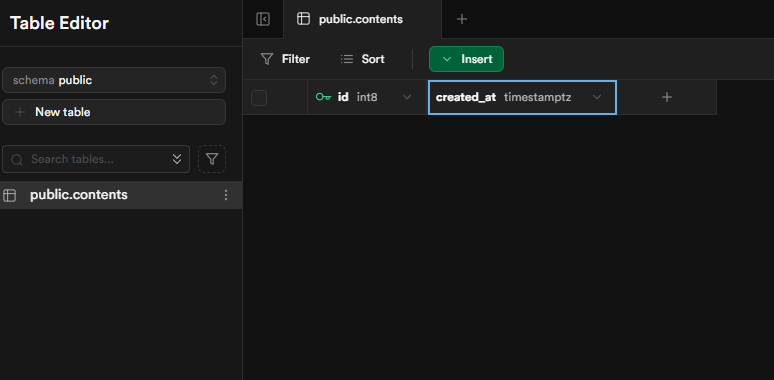 Table Editor
public.contents
Filter
Sort
Insert
schema public
New table
id int8
created_at timestamptz
Search tables...
public.contents